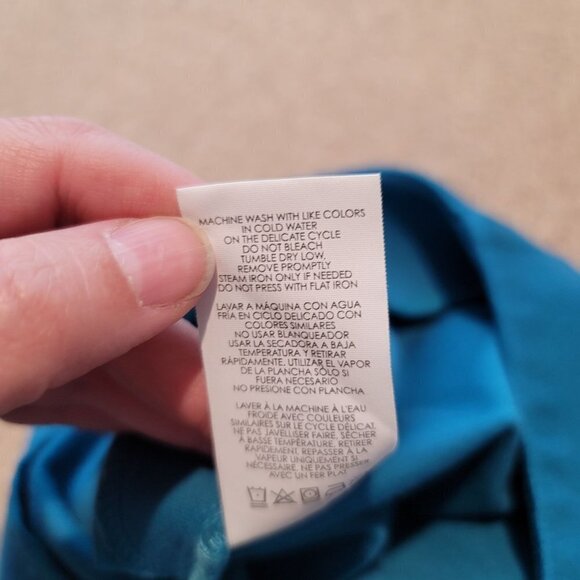 MACHINE WASH WITH LIKE COLORS
IN COLD WATER
ON THE DELICATE CYCLE
DO NOT BLEACH
TUMBLE DRY LOW,
REMOVE PROMPTLY
STEAM IRON ONLY IF NEEDED
DO NOT PRESS WITH FLAT IRON
LAVAR A MÁQUINA CON AGUA
FRÍA EN CICLO DELICADO CON
COLORES SIMILARES
NO USAR BLANQUEADOR
USAR LA SECADORA A BAJA
TEMPERATURA Y RETIRAR
RÁPIDAMENTE. UTILIZAR EL VAPOR
DE LA PLANCHA SÓLO SI
FUERA NECESARIO
NO PRESIONE CON PLANCHA
LAVER À LA MACHINE À L'EAU
FROIDE AVEC COULEURS
SIMILAIRES SUR LE CYCLE DÉLICAT.
NE PAS JAVELLISER FAIRE, SÉCHER
À BASSE TEMPÉRATURE. RETIRER
RAPIDEMENT, REPASSER À LA
VAPEUR UNIQUEMENT SI
NÉCESSAIRE. NE PAS PRESSER
AVEC UN FER PLAT